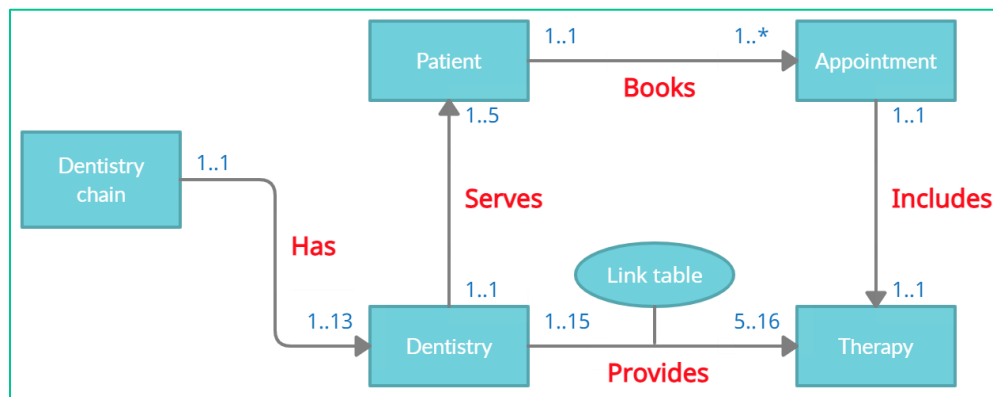 1..1
1..*
Patient
Appointment
Books
1..5
1..1
Dentistry
chain
1..1
Serves
Includes
Has
Link table
1..1
1..1
1..13
1..15
5..16
Dentistry
Therapy
Provides